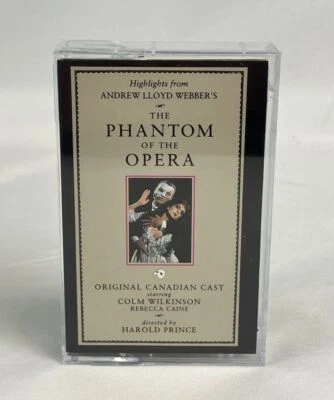 Highlights from
ANDREW LLOYD WEBBER'S
THE
PHANTOM
OF THE
OPERA
ORIGINAL CANADIAN CAST
starring
COLM WILKINSON
REBECCA CAINE
directed by
HAROLD PRINCE